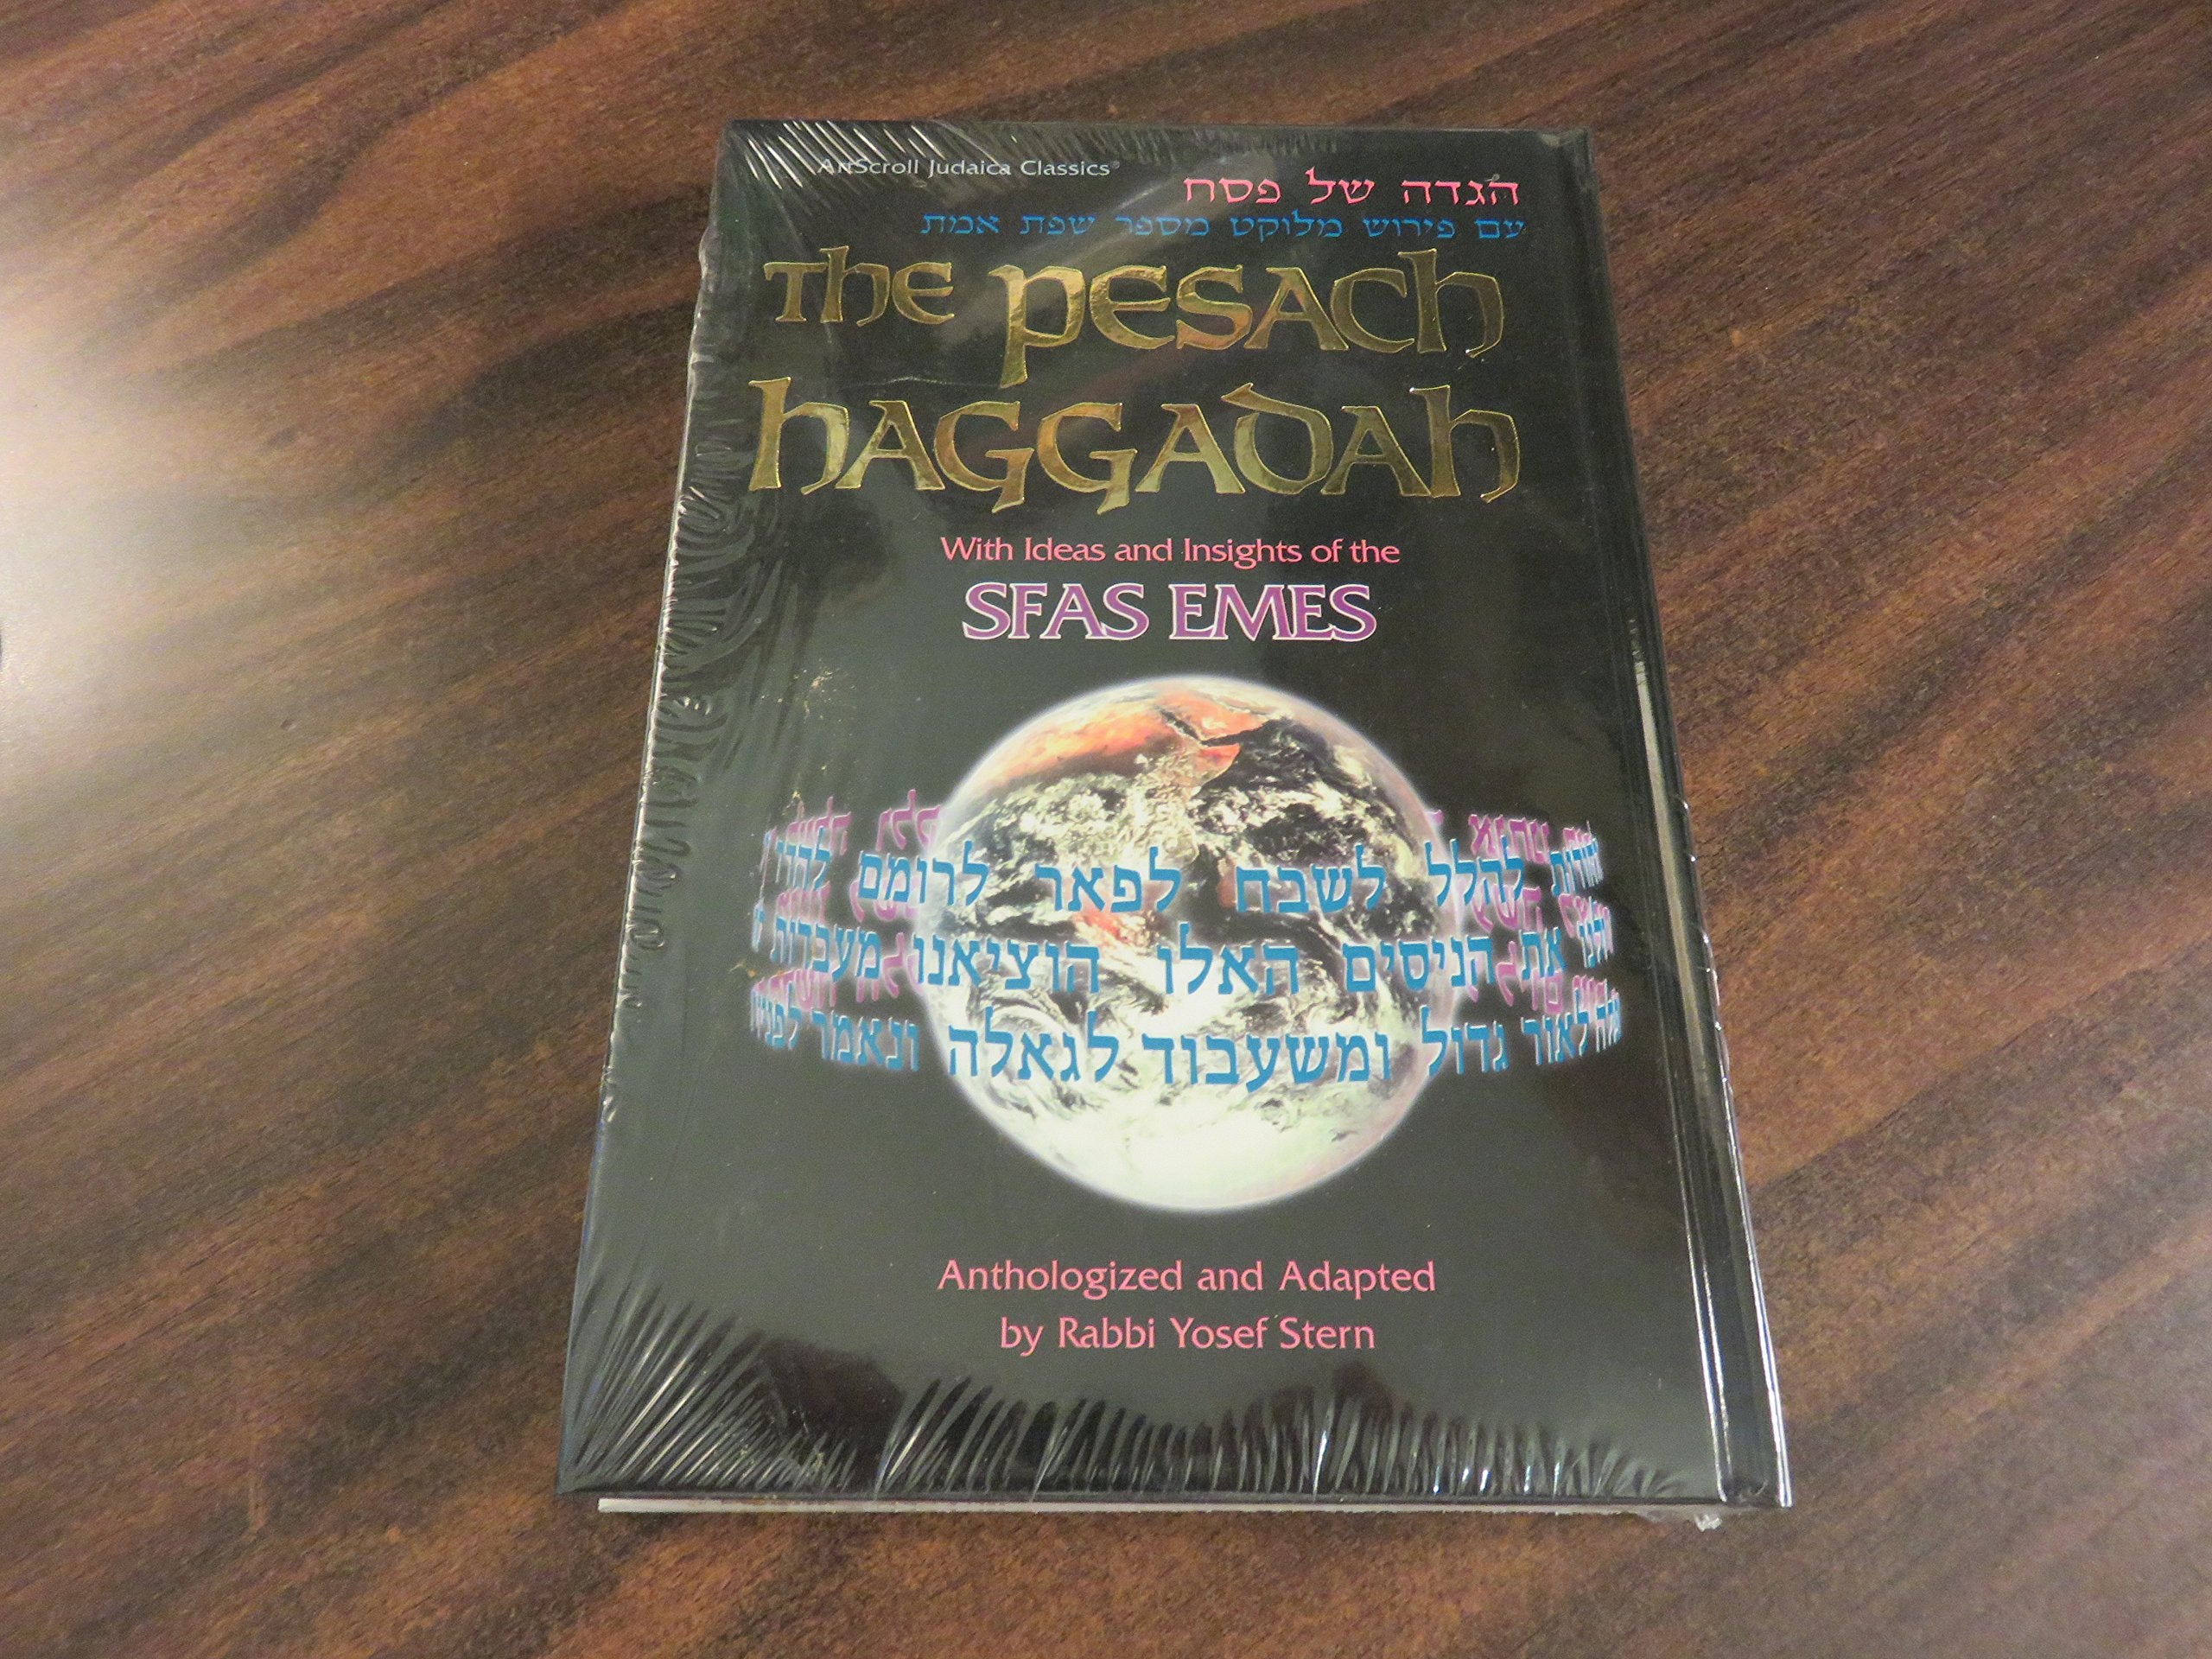 ArtScroll Judaica Classics®
הגדה של פסח
עם פירוש מלוקט מספר שפת אמת
The Pesach
Haggadah
With Ideas and Insights of the
SFAS EMES
להלל לשבח לפאר לרומם
את הניסים האלו הוציאנו מעבדות
לאור גדול ומשעבוד לגאלה ונאמר לפניו
Anthologized and Adapted
by Rabbi Yosef Stern